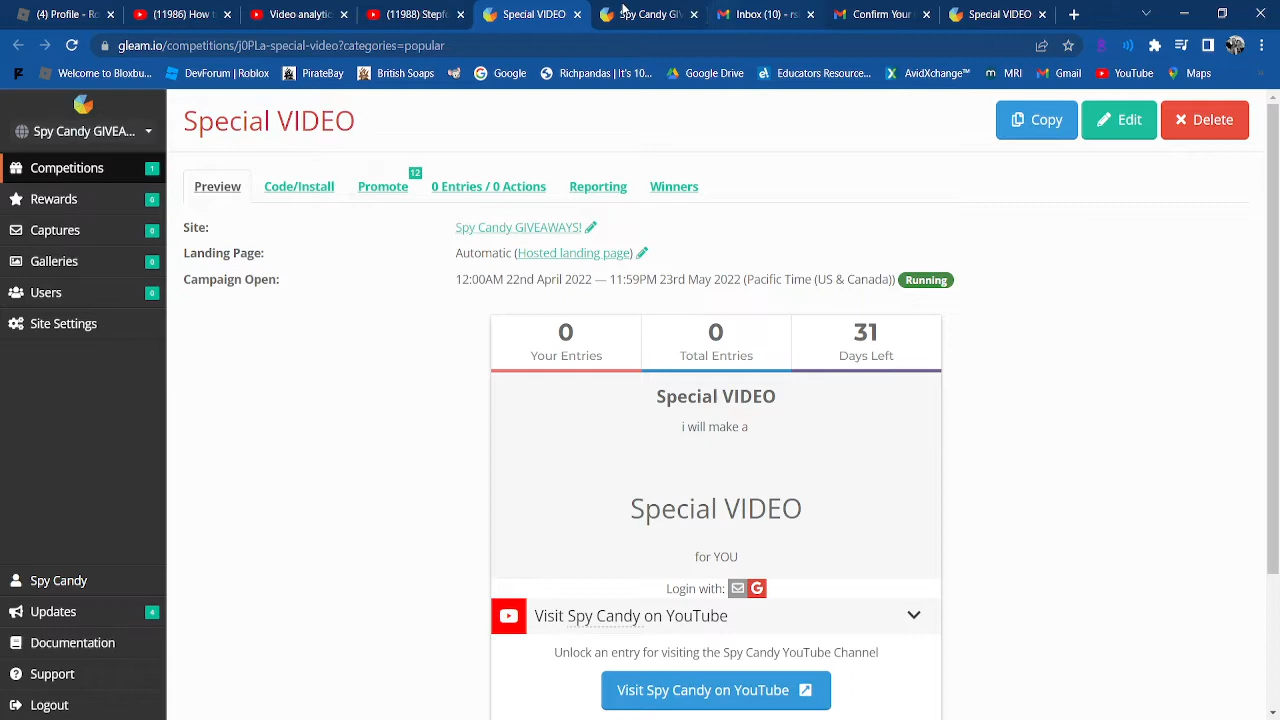 Special
Video analytic
(11988) Ho
(11988) Efo
Special VIDEO
Spy Candy GIV
Inbox (10) - rs
Confirm Your
Special VIDEO
gleam.io/competitions/j0PLa-special-video?categories=popular
Welcome to Bloxbu...
DevForum | Roblox
PirateBay
British Soaps
Google
Richpandas | It's 10...
Google Drive
Educators Resource...
AvidXchange™
MRI
Gmail
YouTube
Maps
Spy Candy GIVEA...
Special VIDEO
Copy
Edit
Delete
Competitions 1
Rewards 0
Captures 0
Galleries 0
Users 0
Site Settings
Preview
Code/Install
Promote 12
0 Entries / 0 Actions
Reporting
Winners
Site: Spy Candy GIVEAWAYS!
Landing Page: Automatic (Hosted landing page)
Campaign Open: 12:00AM 22nd April 2022 — 11:59PM 23rd May 2022 (Pacific Time (US & Canada)) Running
0 0 31
Your Entries Total Entries Days Left
Special VIDEO
i will make a
Special VIDEO
for YOU
Login with:
Visit Spy Candy on YouTube
Unlock an entry for visiting the Spy Candy YouTube Channel
Visit Spy Candy on YouTube
Spy Candy
Updates 4
Documentation
Support
Logout